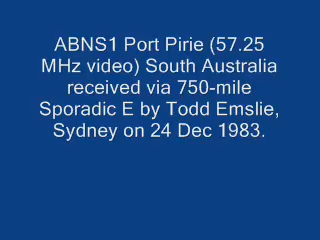 ABNS1 Port Pirie (57.25
MHz video) South Australia
received via 750-mile
Sporadic E by Todd Emslie,
Sydney on 24 Dec 1983.